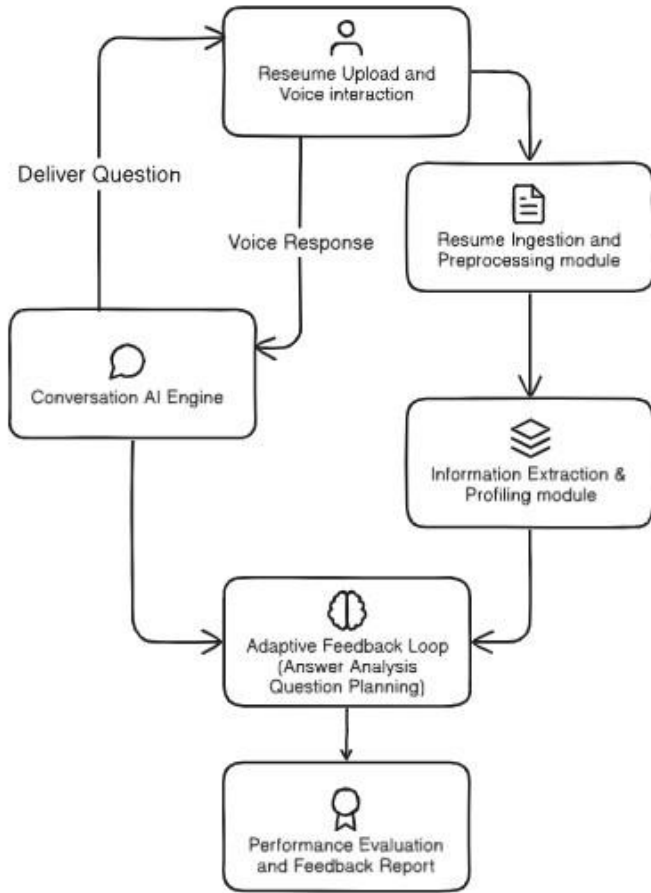 Reseume Upload and
Voice interaction
Deliver Question
Voice Response
Resume Ingestion and
Preprocessing module
Conversation AI Engine
Information Extraction &
Profiling module
Adaptive Feedback Loop
(Answer Analysis
Question Planning)
Performance Evaluation
and Feedback Report